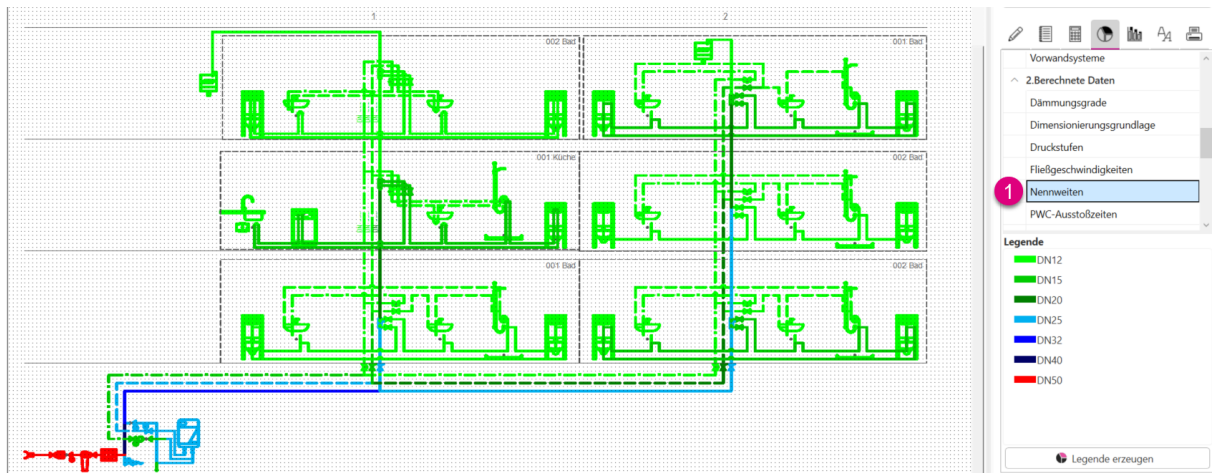 1
2
002 Bad
001 Bad
001 Küche
002 Bad
001 Bad
002 Bad
Vorwandsysteme
2.Berechnete Daten
Dämmungsgrade
Dimensionierungsgrundlage
Druckstufen
Fließgeschwindigkeiten
1
Nennweiten
PWC-Ausstoßzeiten
Legende
DN12
DN15
DN20
DN25
DN32
DN40
DN50
Legende erzeugen